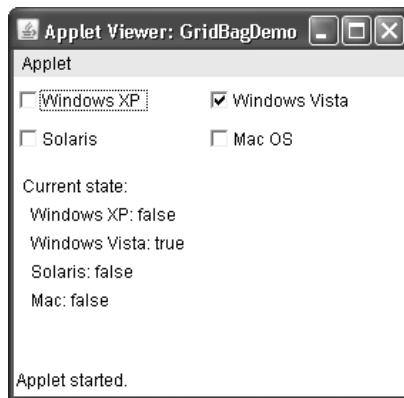 Applet Viewer: GridBagDemo
Applet
Windows XP
Windows Vista
Solaris
Mac OS
Current state:
Windows XP: false
Windows Vista: true
Solaris: false
Mac: false
Applet started.